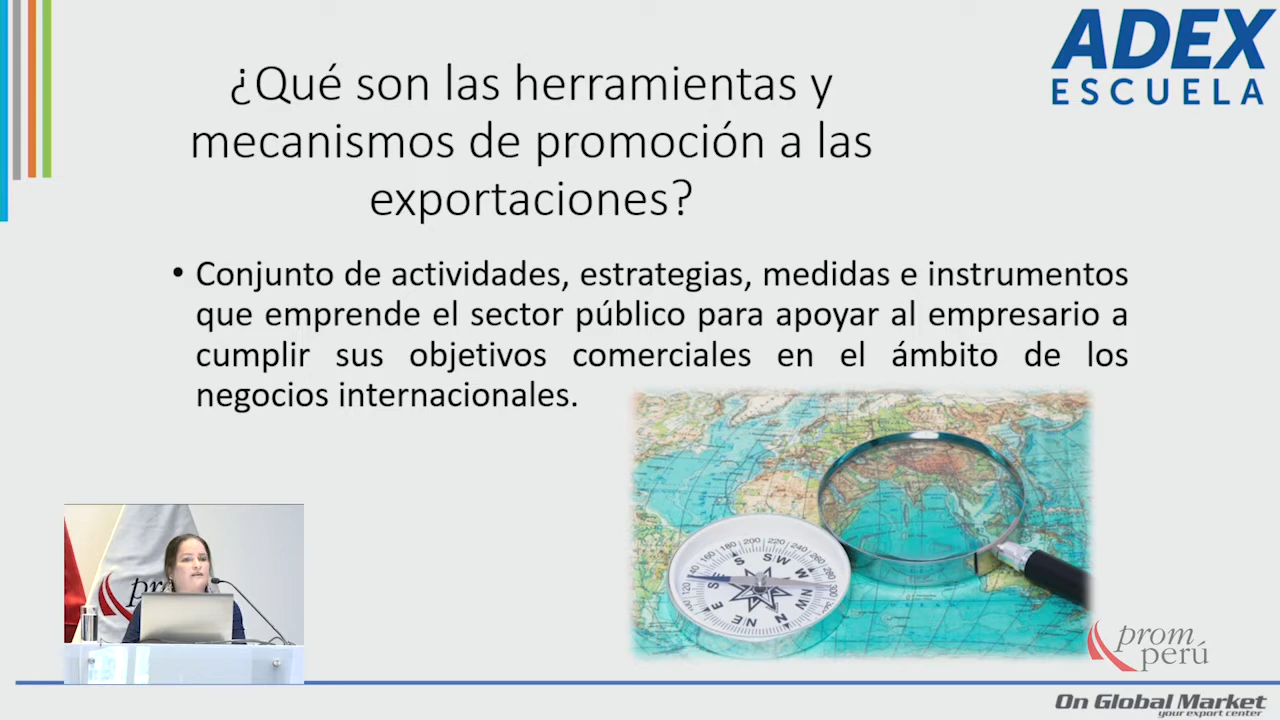 ADEX
ESCUELA
¿Qué son las herramientas y
mecanismos de promoción a las
exportaciones?
• Conjunto de actividades, estrategias, medidas e instrumentos
que emprende el sector público para apoyar al empresario a
cumplir sus objetivos comerciales en el ámbito de los
negocios internacionales.
prom
perú
On Global Market
your export center